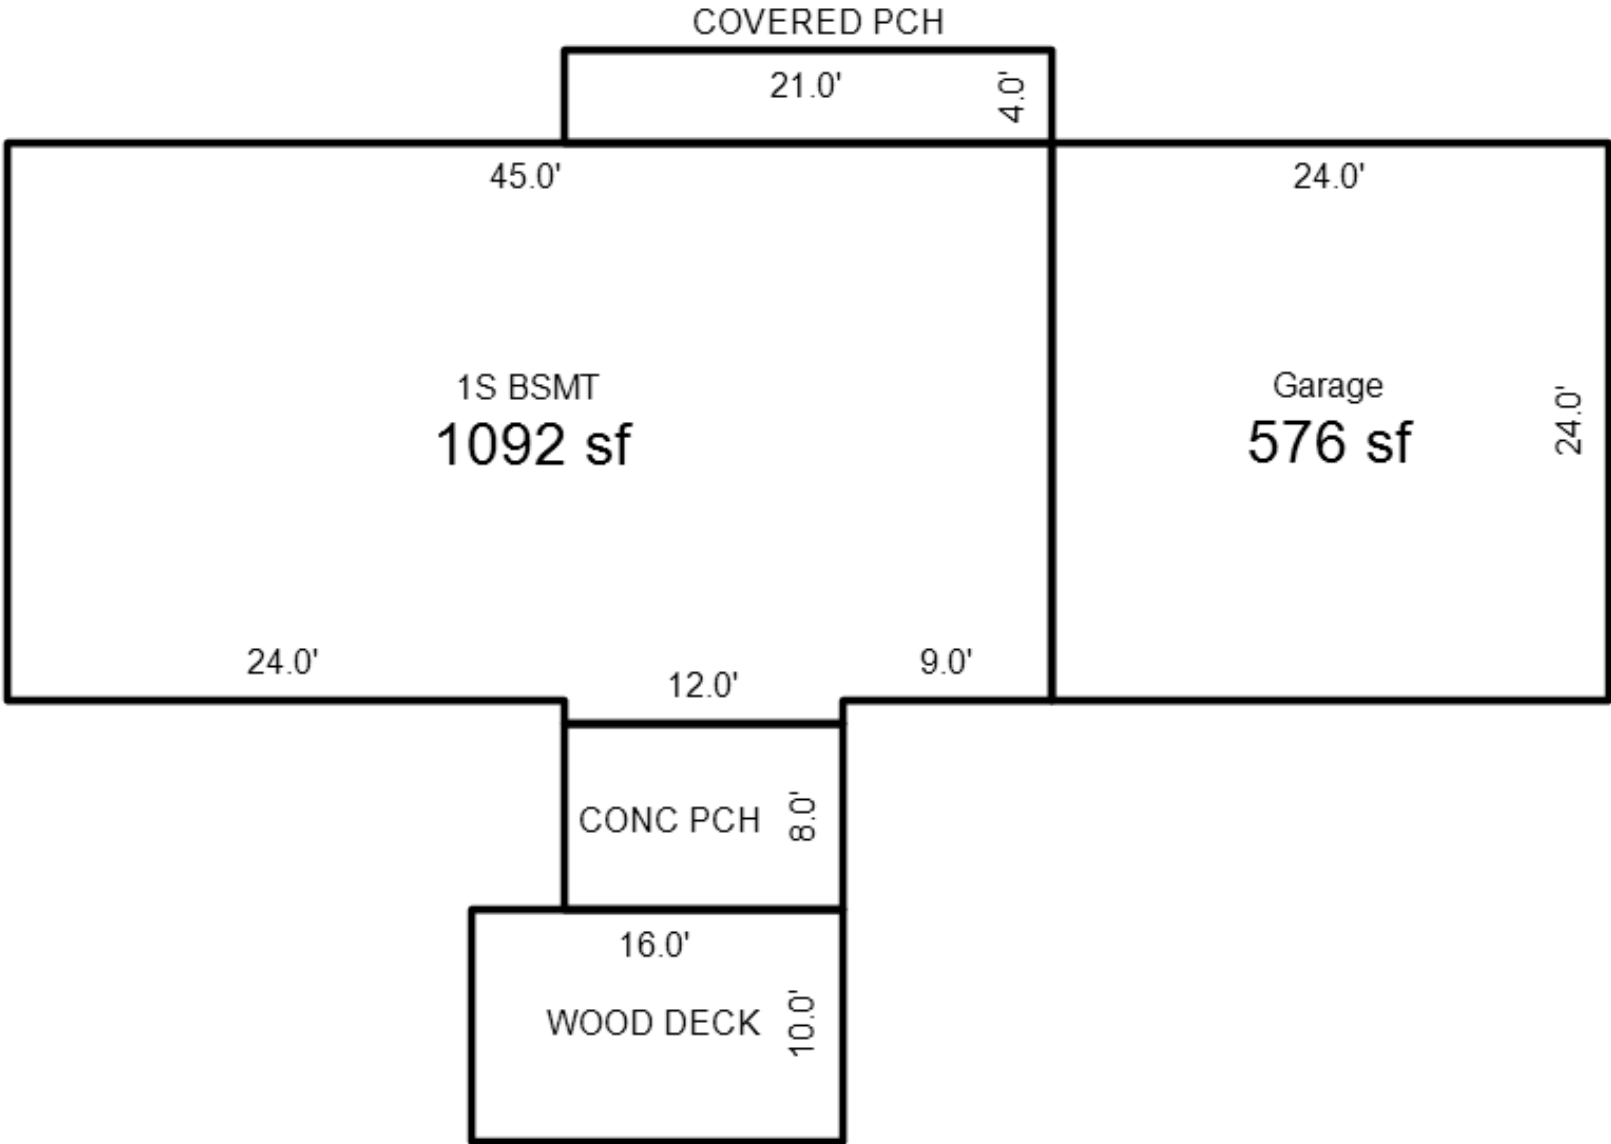 COVERED PCH
21.0'
4.0'
45.0'
24.0'
1S BSMT
1092 sf
Garage
576 sf
24.0'
24.0'
12.0'
9.0'
CONC PCH
8.0'
16.0'
WOOD DECK
10.0'